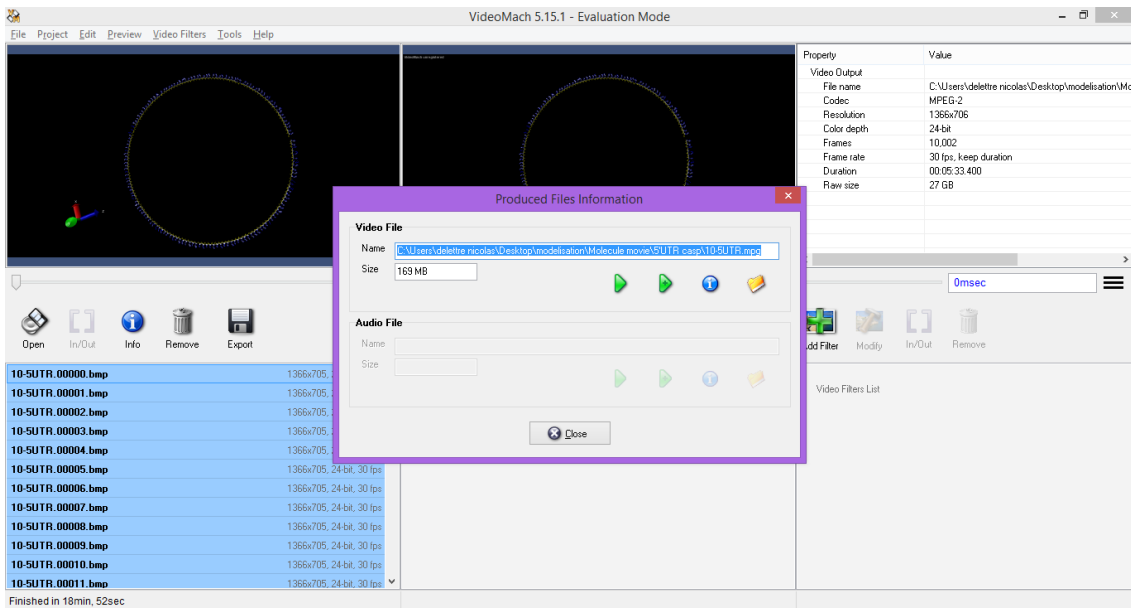 VideoMach 5.15.1 - Evaluation Mode
File Project Edit Preview Video Filters Tools Help
Property Value
Video Output
File name C:\Users\delettre nicolas\Desktop\modelisation\Mc
Codec MPEG-2
Resolution 1366x706
Color depth 24-bit
Frames 10,002
Frame rate 30 fps, keep duration
Duration 00:05:33.400
Raw size 27 GB
Produced Files Information
Video File
Name C:\Users\delettre nicolas\Desktop\modelisation\Molecule movie\5'UTR casp\10-5UTR.mpg
Size 169 MB
Audio File
Name
Size
Close
0msec
Open In/Out Info Remove Export
Add Filter Modify In/Out Remove
Video Filters List
10-5UTR.00000.bmp 1366x705, 
10-5UTR.00001.bmp 1366x705, 
10-5UTR.00002.bmp 1366x705, 
10-5UTR.00003.bmp 1366x705, 
10-5UTR.00004.bmp 1366x705, 
10-5UTR.00005.bmp 1366x705, 24-bit, 30 fps
10-5UTR.00006.bmp 1366x705, 24-bit, 30 fps
10-5UTR.00007.bmp 1366x705, 24-bit, 30 fps
10-5UTR.00008.bmp 1366x705, 24-bit, 30 fps
10-5UTR.00009.bmp 1366x705, 24-bit, 30 fps
10-5UTR.00010.bmp 1366x705, 24-bit, 30 fps
10-5UTR.00011.bmp 1366x705, 24-bit, 30 fps
Finished in 18min, 52sec